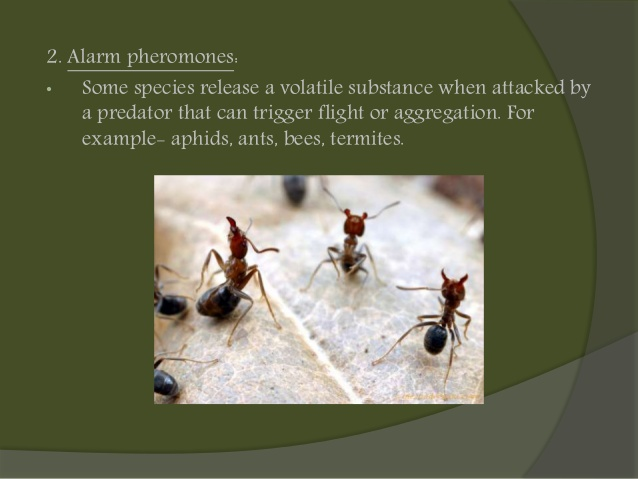 2. Alarm pheromones:
• Some species release a volatile substance when attacked by
a predator that can trigger flight or aggregation. For
example- aphids, ants, bees, termites.